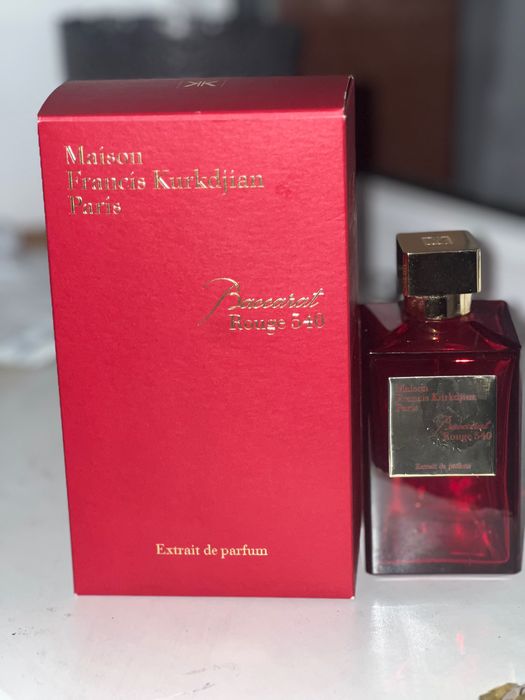 Maison
Francis Kurkdjian
Paris
Baccarat
Rouge 540
Extrait de parfum
Maison
Francis Kurkdjian
Paris
Baccarat
Rouge 540
Extrait de parfum